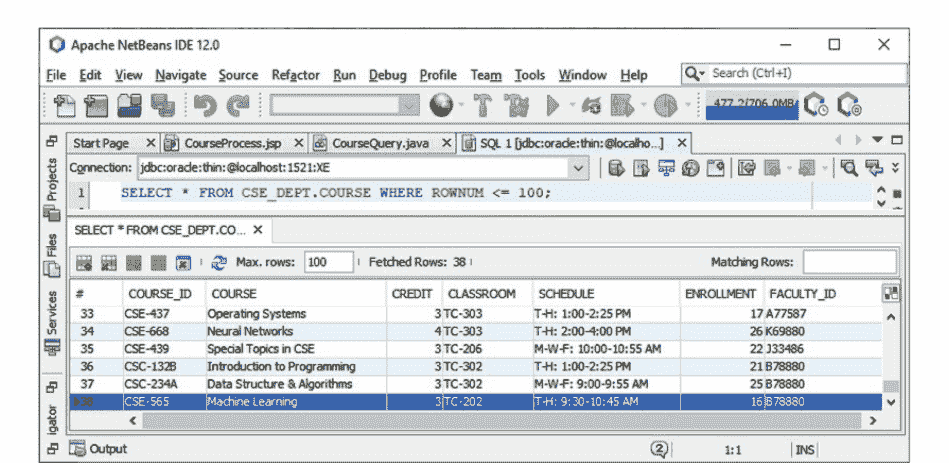 Apache NetBeans IDE 12.0
File Edit View Navigate Source Refactor Run Debug Profile Team Tools Window Help Search (Ctrl+I)
477.2/706.0MB
Start Page CourseProcess.jsp CourseQuery.java SQL 1 [jdbc:oracle:thin:@localho...]
Connection: jdbc:oracle:thin:@localhost:1521:XE
1 SELECT * FROM CSE_DEPT.COURSE WHERE ROWNUM <= 100;
SELECT * FROM CSE_DEPT.CO...
Max. rows: 100 Fetched Rows: 38 Matching Rows:
# COURSE_ID COURSE CREDIT CLASSROOM SCHEDULE ENROLLMENT FACULTY_ID
33 CSE-437 Operating Systems 3 TC-303 T-H: 1:00-2:25 PM 17 A77587
34 CSE-668 Neural Networks 4 TC-303 T-H: 2:00-4:00 PM 26 K69880
35 CSE-439 Special Topics in CSE 3 TC-206 M-W-F: 10:00-10:55 AM 22 J33486
36 CSC-132B Introduction to Programming 3 TC-302 T-H: 1:00-2:25 PM 21 B78880
37 CSC-234A Data Structure & Algorithms 3 TC-302 M-W-F: 9:00-9:55 AM 25 B78880
38 CSE-565 Machine Learning 3 TC-202 T-H: 9:30-10:45 AM 16 B78880
Projects
Files
Services
igator
Output 2 1:1 INS